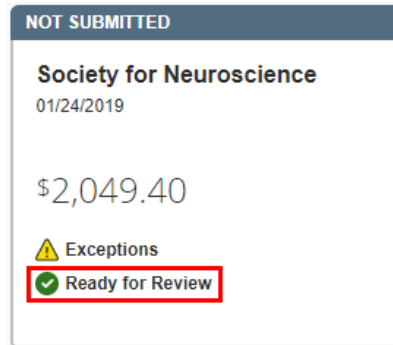 NOT SUBMITTED
Society for Neuroscience
01/24/2019
$2,049.40
Exceptions
Ready for Review